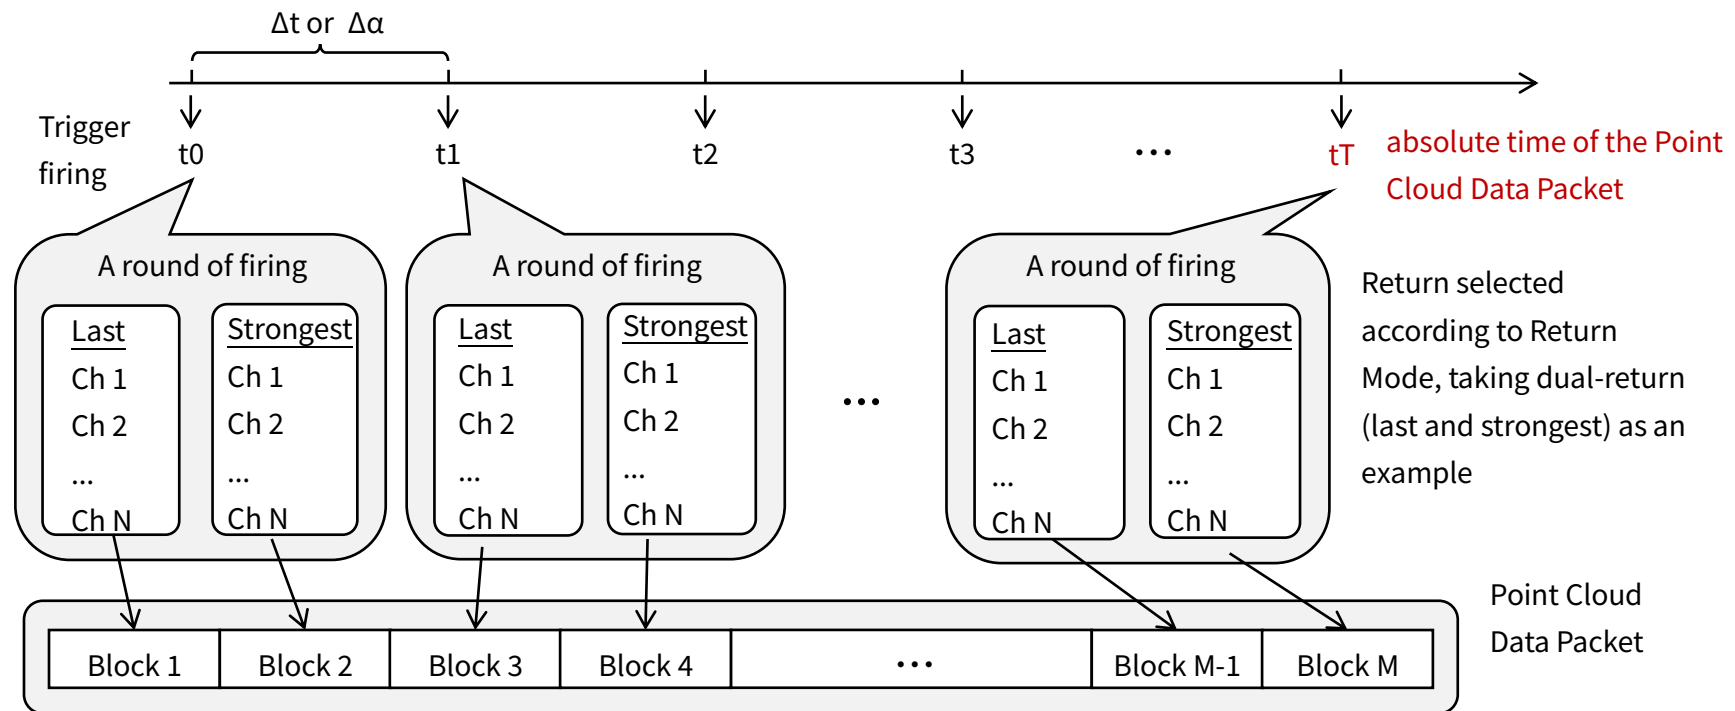 Δt or Δα
Trigger
firing
t0
t1
t2
t3
...
tT
absolute time of the Point
Cloud Data Packet
A round of firing
Last
Ch 1
Ch 2
...
Ch N
Strongest
Ch 1
Ch 2
...
Ch N
A round of firing
Last
Ch 1
Ch 2
...
Ch N
Strongest
Ch 1
Ch 2
...
Ch N
...
A round of firing
Last
Ch 1
Ch 2
...
Ch N
Strongest
Ch 1
Ch 2
...
Ch N
Return selected
according to Return
Mode, taking dual-return
(last and strongest) as an
example
Block 1
Block 2
Block 3
Block 4
...
Block M-1
Block M
Point Cloud
Data Packet